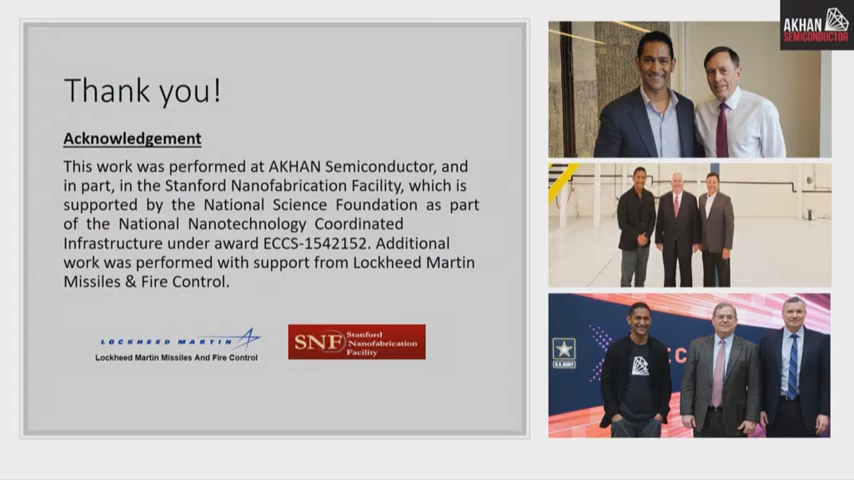 AKHAN
SEMICONDUCTOR
Thank you!
Acknowledgement
This work was performed at AKHAN Semiconductor, and
in part, in the Stanford Nanofabrication Facility, which is
supported by the National Science Foundation as part
of the National Nanotechnology Coordinated
Infrastructure under award ECCS-1542152. Additional
work was performed with support from Lockheed Martin
Missiles & Fire Control.
LOCKHEED MARTIN
Lockheed Martin Missiles And Fire Control
SNF
Stanford
Nanofabrication
Facility
U.S. ARMY
EC